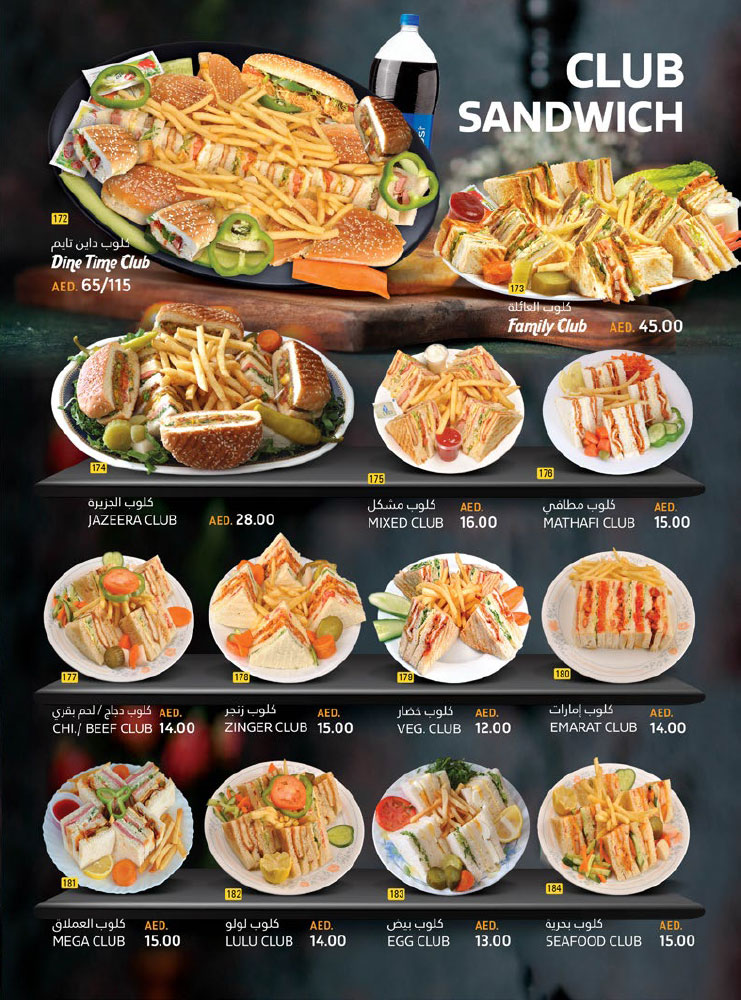 CLUB
SANDWICH
172
كلوب داين تايم
Dine Time Club
AED. 65/115
173
كلوب العائلة
Family Club AED. 45.00
174
كلوب الجزيرة
JAZEERA CLUB AED. 28.00
175
كلوب مشكل
MIXED CLUB AED. 16.00
176
كلوب مطافي
MATHAFI CLUB AED. 15.00
177
كلوب دجاج / لحم بقري
CHI./ BEEF CLUB AED. 14.00
178
كلوب زنجر
ZINGER CLUB AED. 15.00
179
كلوب خضار
VEG. CLUB AED. 12.00
180
كلوب إمارات
EMARAT CLUB AED. 14.00
181
كلوب العملاق
MEGA CLUB AED. 15.00
182
كلوب لولو
LULU CLUB AED. 14.00
183
كلوب بيض
EGG CLUB AED. 13.00
184
كلوب بحرية
SEAFOOD CLUB AED. 15.00